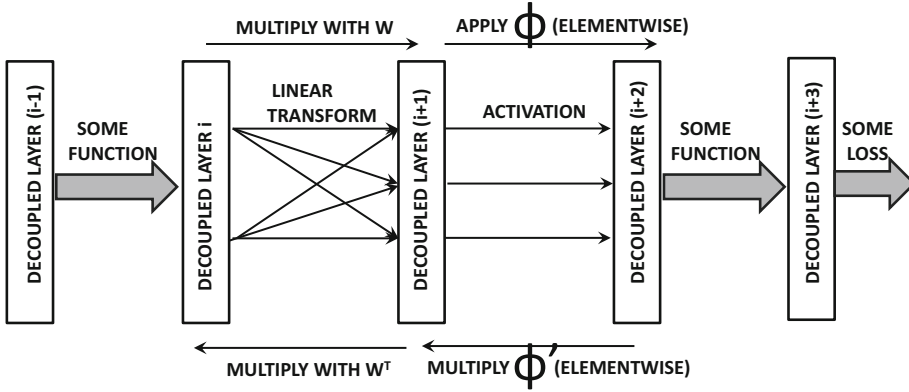 MULTIPLY WITH W
APPLY ϕ (ELEMENTWISE)
DECOUPLED LAYER (i-1)
SOME
FUNCTION
DECOUPLED LAYER i
LINEAR
TRANSFORM
DECOUPLED LAYER (i+1)
ACTIVATION
DECOUPLED LAYER (i+2)
SOME
FUNCTION
DECOUPLED LAYER (i+3)
SOME
LOSS
MULTIPLY WITH Wᵀ
MULTIPLY ϕ′ (ELEMENTWISE)